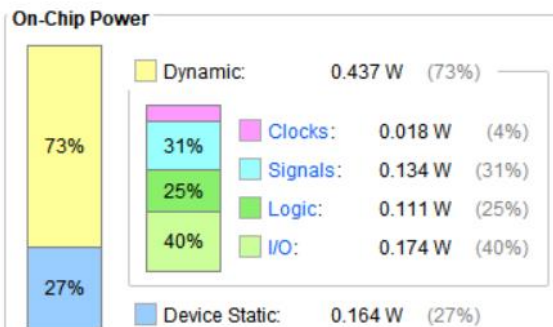 On-Chip Power
Dynamic: 0.437 W (73%)
73%
Clocks: 0.018 W (4%)
31%
Signals: 0.134 W (31%)
25%
Logic: 0.111 W (25%)
40%
I/O: 0.174 W (40%)
27%
Device Static: 0.164 W (27%)